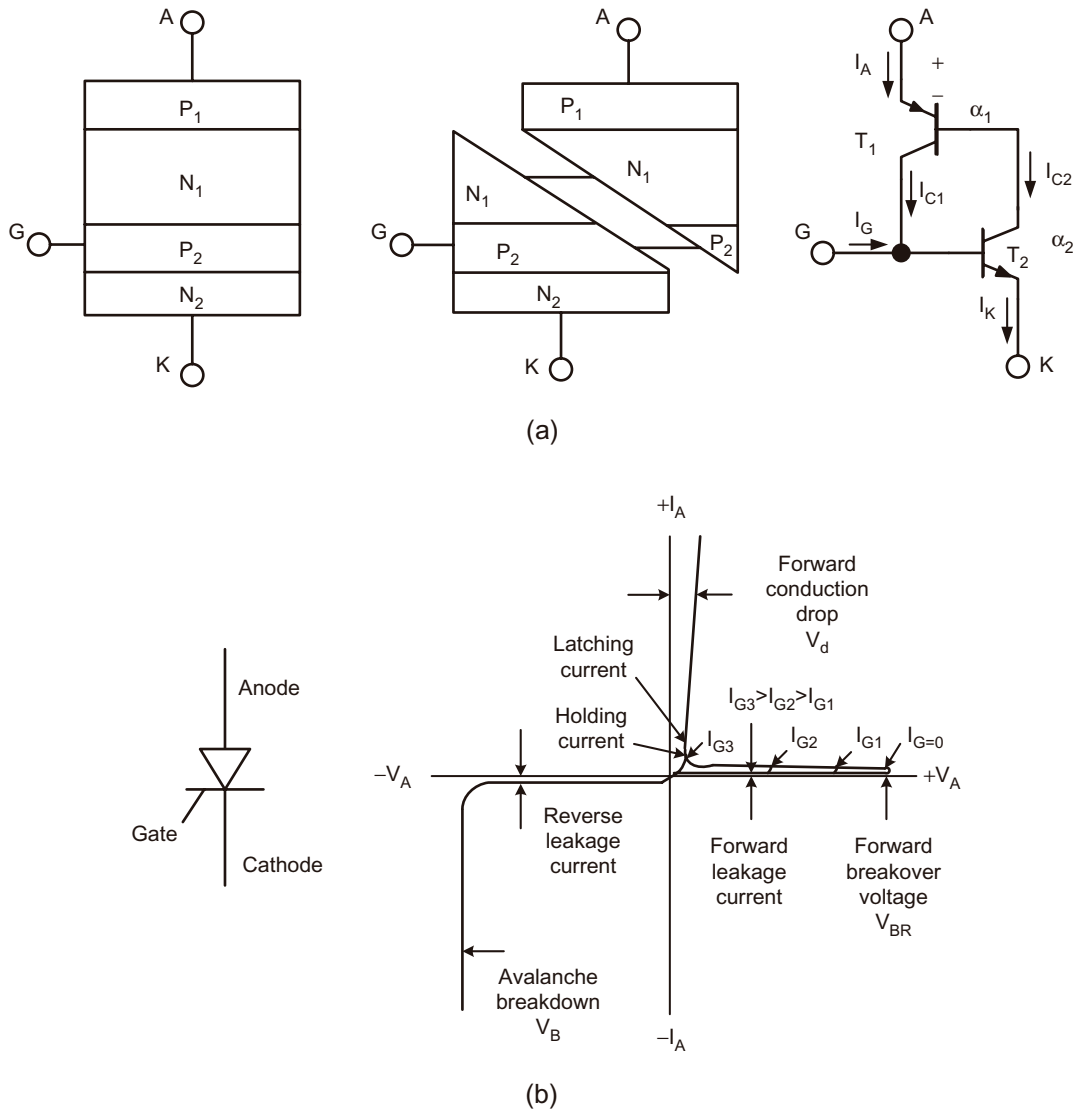 A
P1
N1
G
P2
N2
K
A
P1
N1
N1
G
P2
P2
N2
K
A
IA
+
−
α1
T1
IC1
IC2
G
IG
T2
α2
IK
K
(a)
+IA
Forward
conduction
drop
Vd
Latching
current
Holding
current
IG3>IG2>IG1
IG3
IG2
IG1
IG=0
−VA
+VA
Reverse
leakage
current
Forward
leakage
current
Forward
breakover
voltage
VBR
Avalanche
breakdown
VB
−IA
Anode
Gate
Cathode
(b)